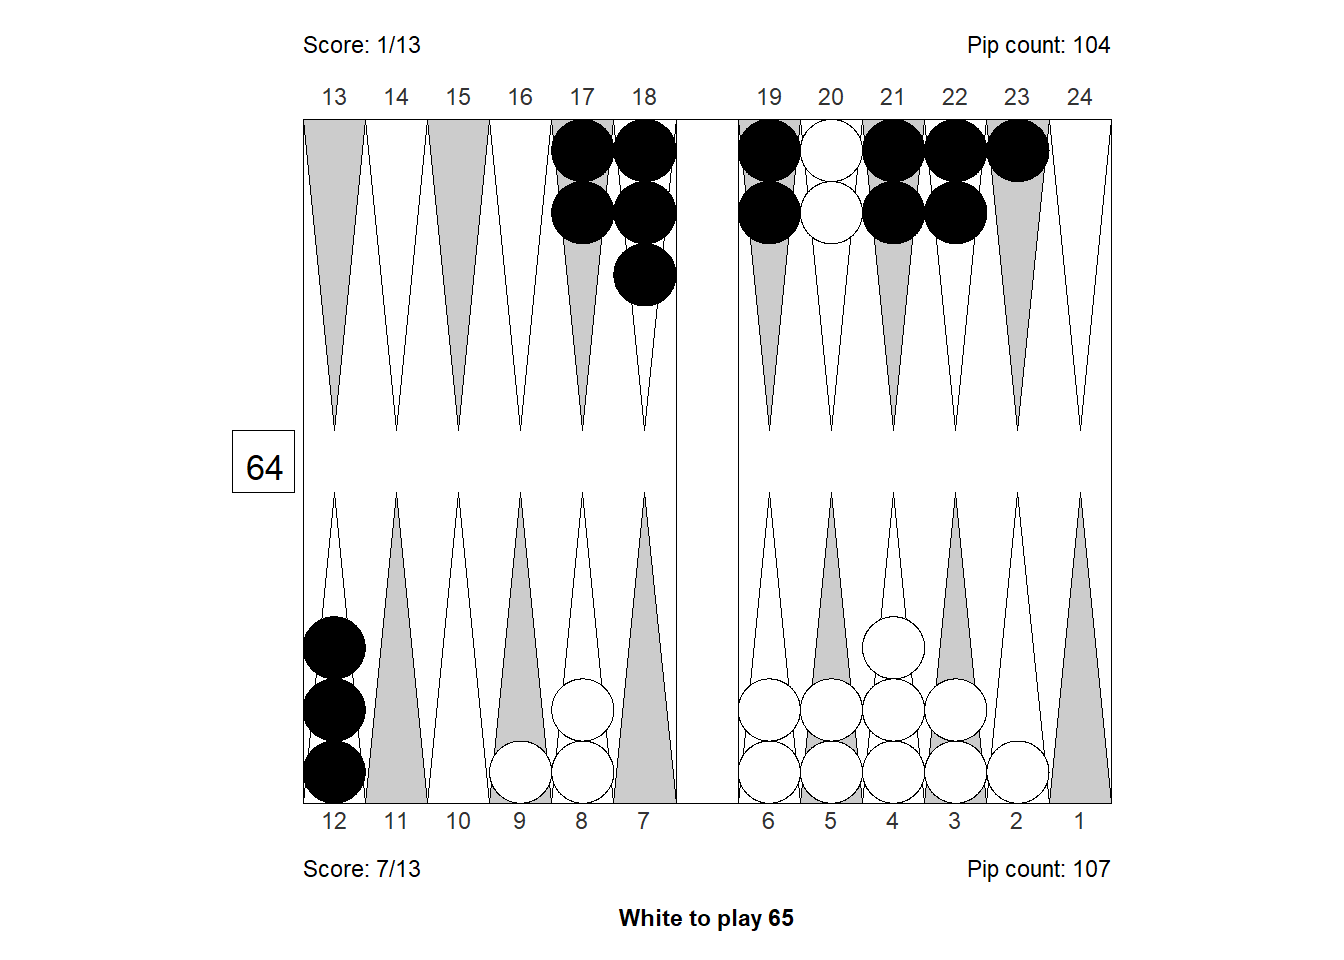 Score: 1/13 Pip count: 104
13 14 15 16 17 18 19 20 21 22 23 24
64
12 11 10 9 8 7 6 5 4 3 2 1
Score: 7/13 Pip count: 107
White to play 65